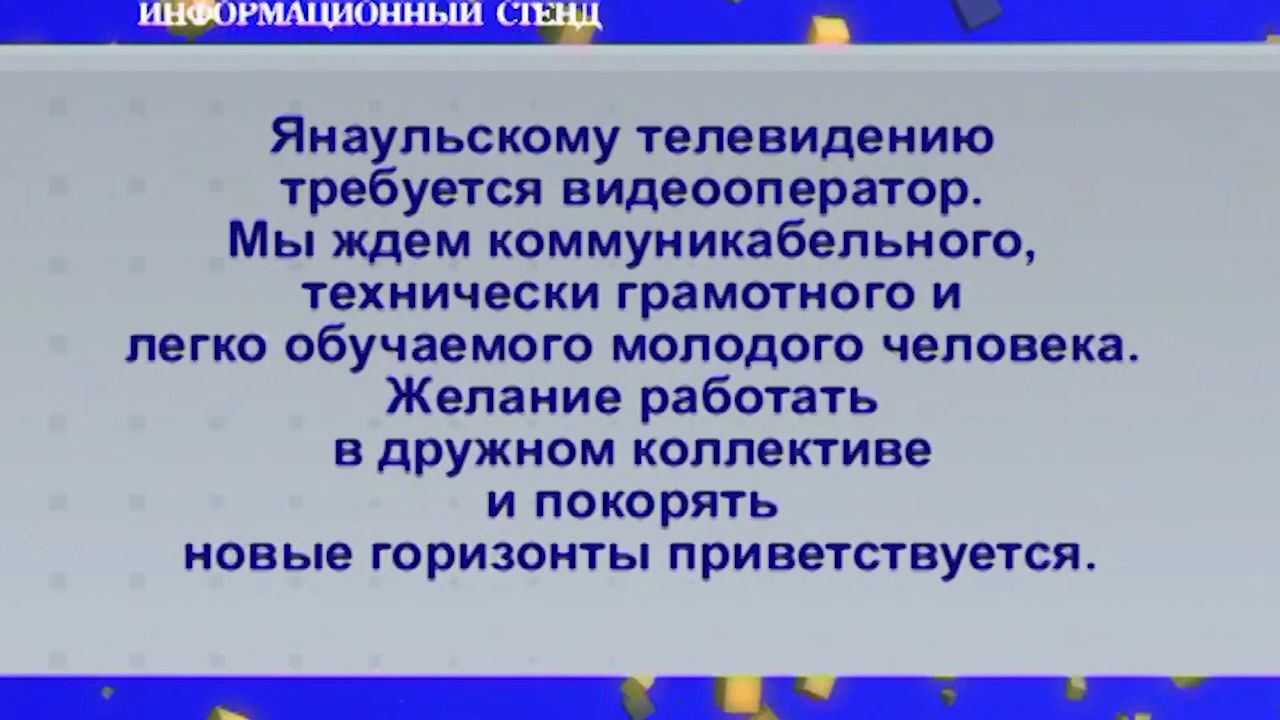 ИНФОРМАЦИОННЫЙ СТЕНД
Янаульскому телевидению
требуется видеооператор.
Мы ждем коммуникабельного,
технически грамотного и
легко обучаемого молодого человека.
Желание работать
в дружном коллективе
и покорять
новые горизонты приветствуется.